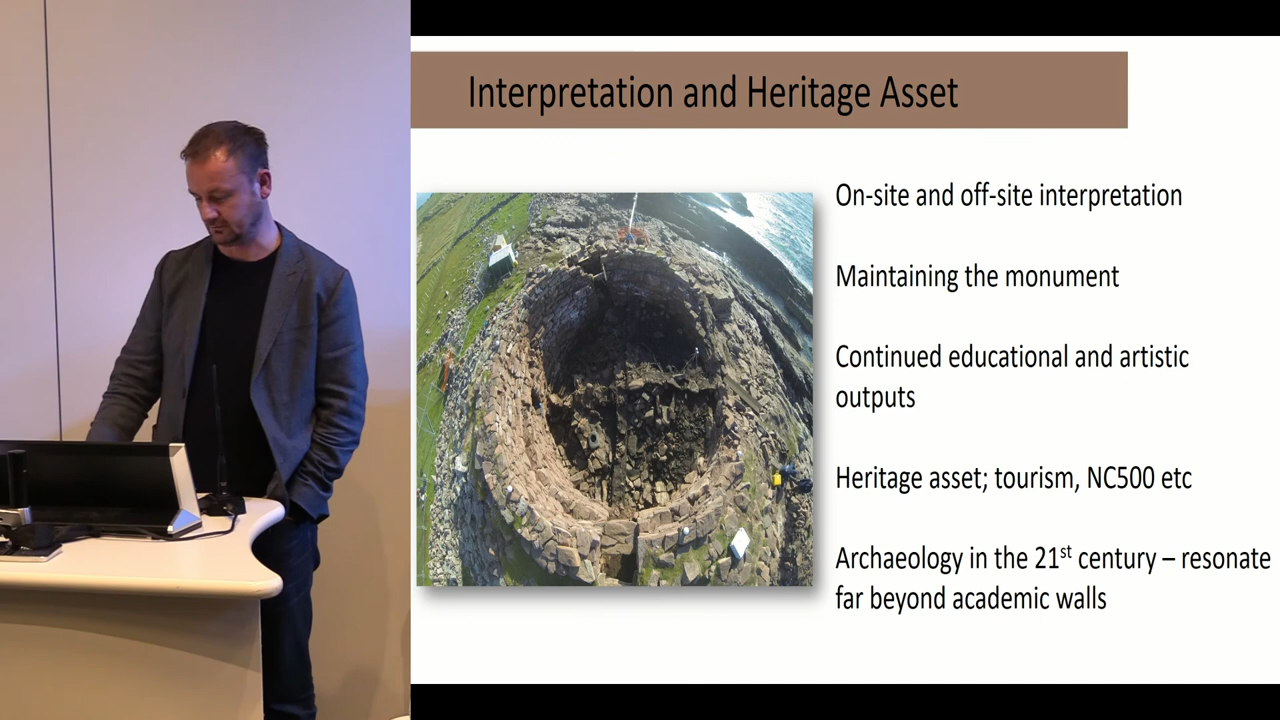 Interpretation and Heritage Asset
On-site and off-site interpretation
Maintaining the monument
Continued educational and artistic
outputs
Heritage asset; tourism, NC500 etc
Archaeology in the 21st century – resonate
far beyond academic walls